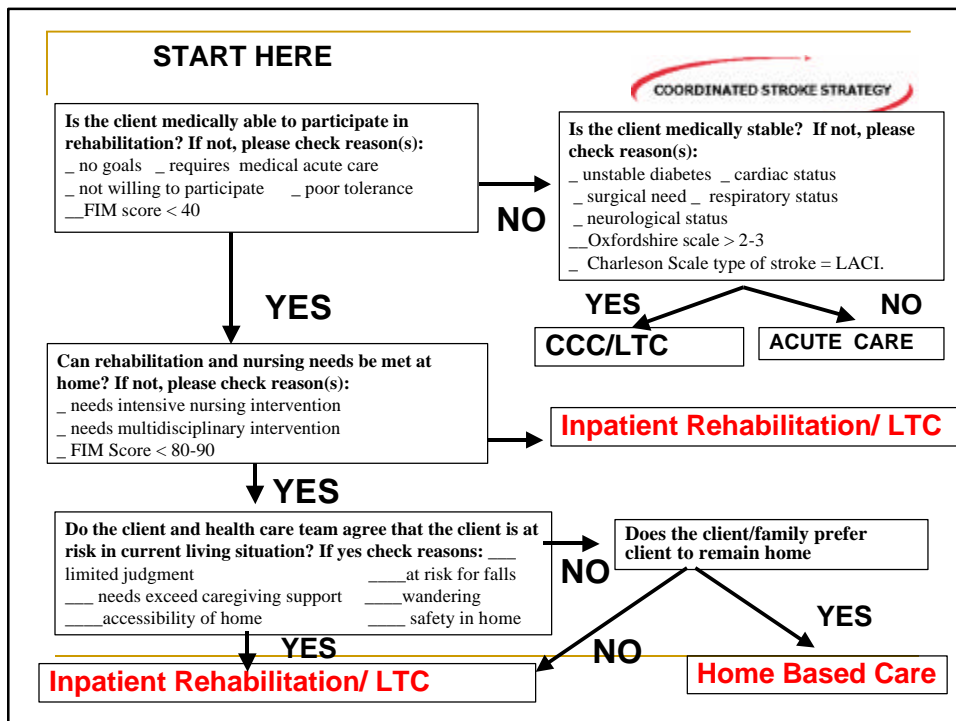 START HERE
COORDINATED STROKE STRATEGY
Is the client medically able to participate in
rehabilitation? If not, please check reason(s):
_ no goals _ requires medical acute care
_ not willing to participate _ poor tolerance
__FIM score < 40
NO
Is the client medically stable? If not, please
check reason(s):
_ unstable diabetes _ cardiac status
_ surgical need _ respiratory status
_ neurological status
__Oxfordshire scale > 2-3
_ Charleson Scale type of stroke = LACI.
YES
NO
CCC/LTC
ACUTE CARE
YES
Can rehabilitation and nursing needs be met at
home? If not, please check reason(s):
_ needs intensive nursing intervention
_ needs multidisciplinary intervention
_ FIM Score < 80-90
Inpatient Rehabilitation/ LTC
YES
Do the client and health care team agree that the client is at
risk in current living situation? If yes check reasons: ___
limited judgment ____at risk for falls
___ needs exceed caregiving support ____wandering
____accessibility of home ____ safety in home
NO
Does the client/family prefer
client to remain home
YES
NO
YES
Inpatient Rehabilitation/ LTC
Home Based Care